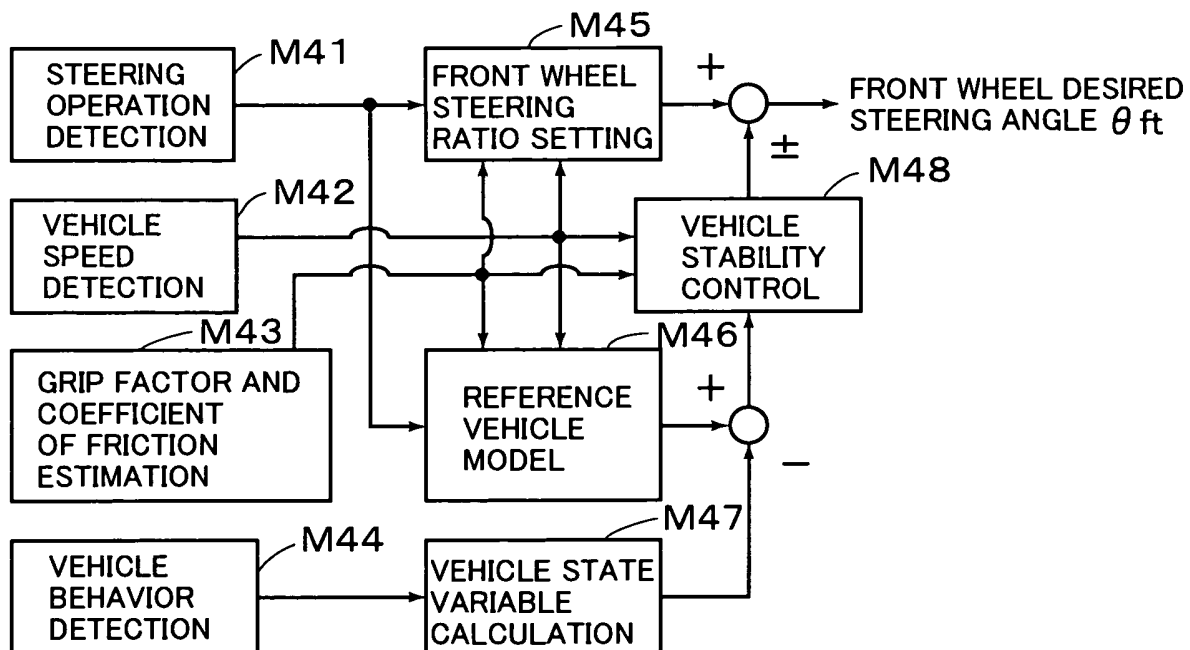 M41
STEERING
OPERATION
DETECTION
M45
FRONT WHEEL
STEERING
RATIO SETTING
+
FRONT WHEEL DESIRED
STEERING ANGLE θ ft
±
M42
VEHICLE
SPEED
DETECTION
M48
VEHICLE
STABILITY
CONTROL
M43
GRIP FACTOR AND
COEFFICIENT
OF FRICTION
ESTIMATION
M46
REFERENCE
VEHICLE
MODEL
+
−
M44
VEHICLE
BEHAVIOR
DETECTION
M47
VEHICLE STATE
VARIABLE
CALCULATION